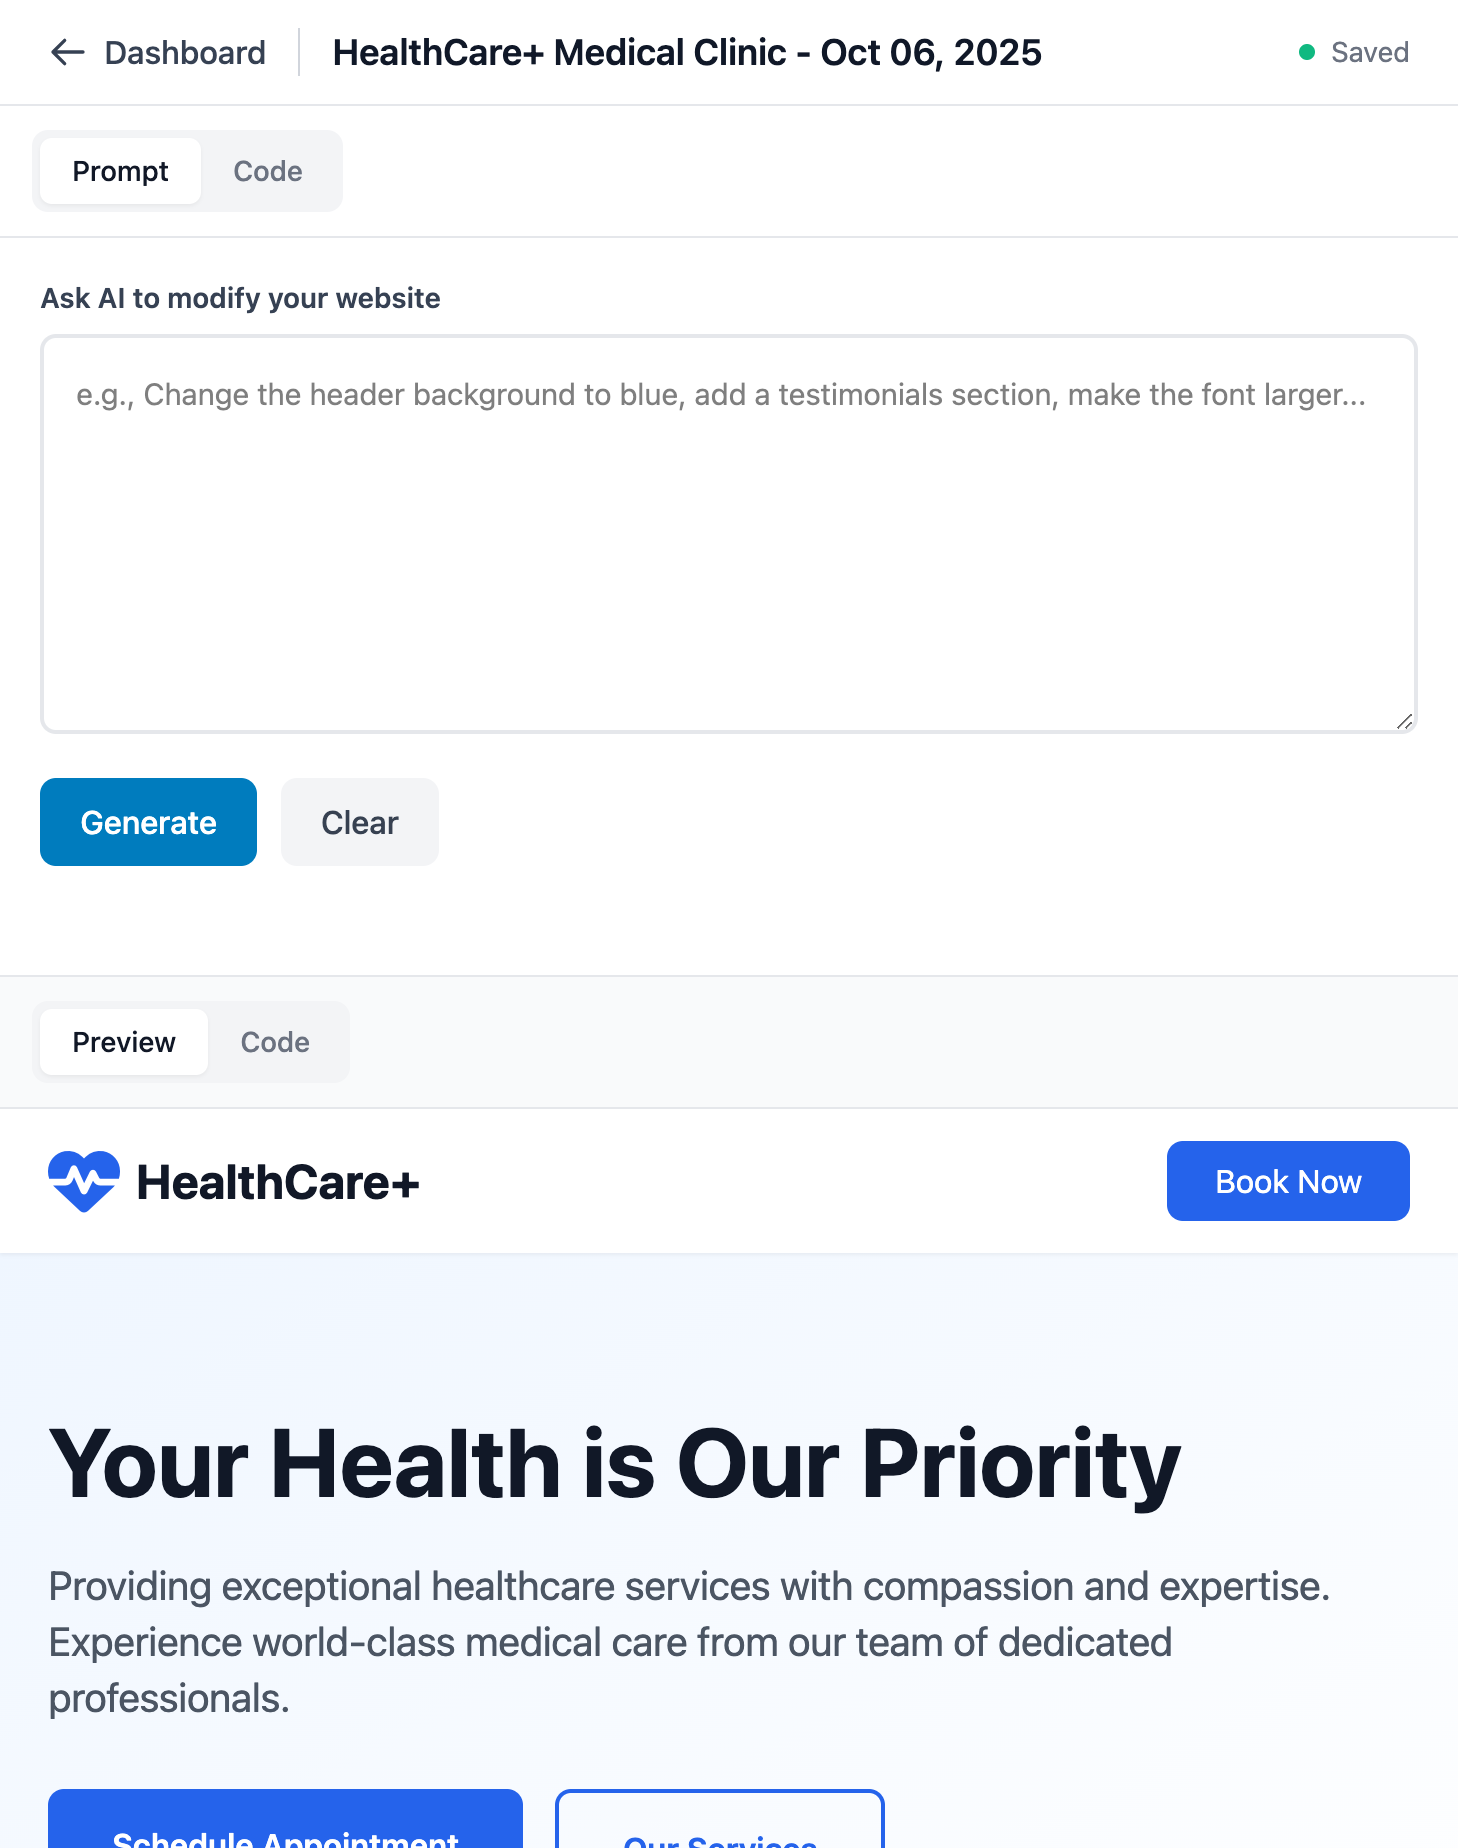 Dashboard
HealthCare+ Medical Clinic - Oct 06, 2025
Saved
Prompt
Code
Ask AI to modify your website
e.g., Change the header background to blue, add a testimonials section, make the font larger...
Generate
Clear
Preview
Code
HealthCare+
Book Now
Your Health is Our Priority
Providing exceptional healthcare services with compassion and expertise.
Experience world-class medical care from our team of dedicated
professionals.
Schedule Appointment
Our Services